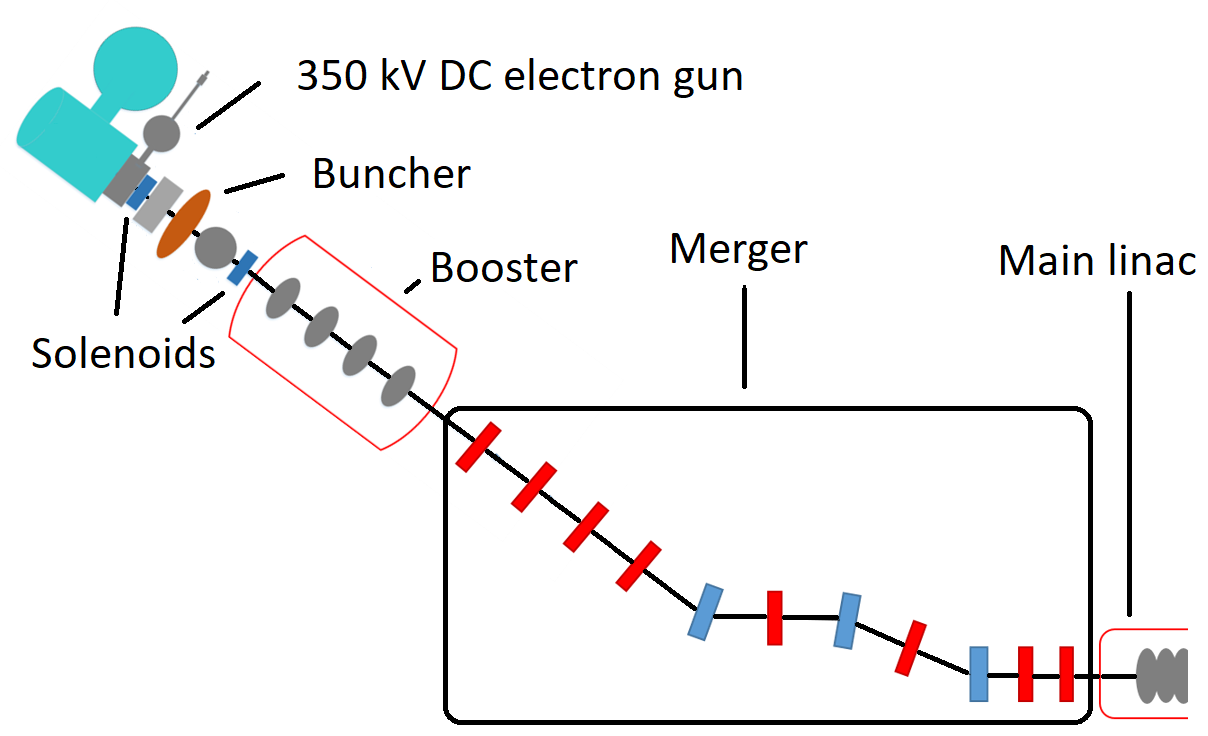 350 kV DC electron gun
Buncher
Merger
Booster
Main linac
Solenoids